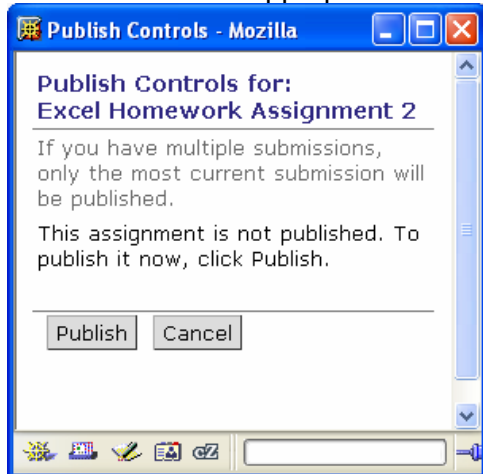 Publish Controls - Mozilla
Publish Controls for:
Excel Homework Assignment 2
If you have multiple submissions,
only the most current submission will
be published.
This assignment is not published. To
publish it now, click Publish.
Publish Cancel